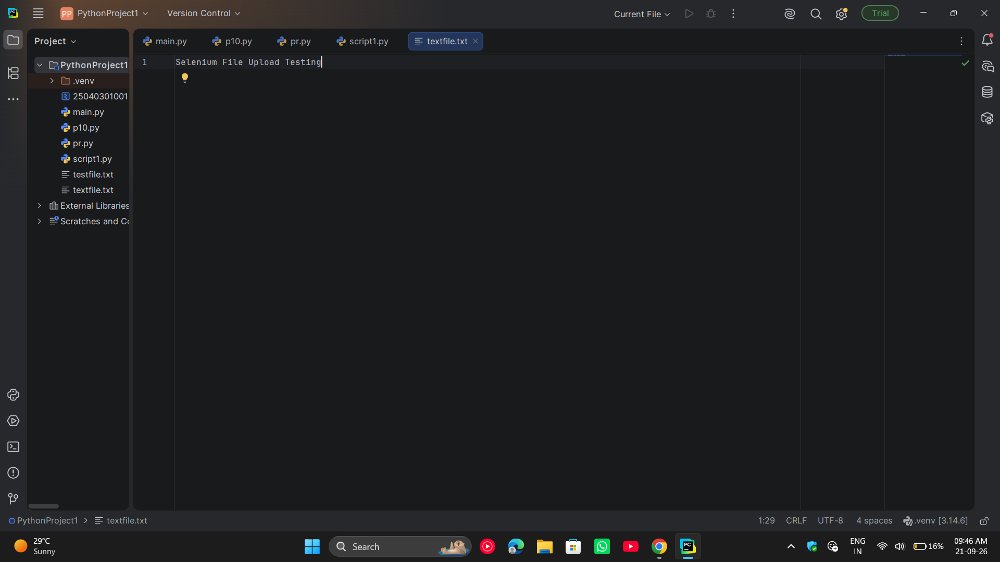 PP PythonProject1
Version Control
Current File
Trial
Project
main.py
p10.py
pr.py
script1.py
textfile.txt
PythonProject1
.venv
25040301001
main.py
p10.py
pr.py
script1.py
testfile.txt
textfile.txt
External Libraries
Scratches and Co
1
Selenium File Upload Testing
PythonProject1
textfile.txt
1:29
CRLF
UTF-8
4 spaces
.venv [3.14.6]
29°C
Sunny
Search
ENG
IN
16%
09:46 AM
21-09-26